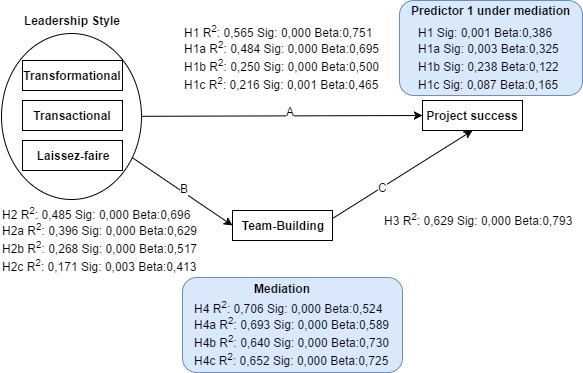 Leadership Style
Transformational
Transactional
Laissez-faire
H1 R²: 0,565 Sig: 0,000 Beta:0,751
H1a R²: 0,484 Sig: 0,000 Beta:0,695
H1b R²: 0,250 Sig: 0,000 Beta:0,500
H1c R²: 0,216 Sig: 0,001 Beta:0,465
Predictor 1 under mediation
H1 Sig: 0,001 Beta:0,386
H1a Sig: 0,003 Beta:0,325
H1b Sig: 0,238 Beta:0,122
H1c Sig: 0,087 Beta:0,165
A
Project success
B
C
Team-Building
H2 R²: 0,485 Sig: 0,000 Beta:0,696
H2a R²: 0,396 Sig: 0,000 Beta:0,629
H2b R²: 0,268 Sig: 0,000 Beta:0,517
H2c R²: 0,171 Sig: 0,003 Beta:0,413
H3 R²: 0,629 Sig: 0,000 Beta:0,793
Mediation
H4 R²: 0,706 Sig: 0,000 Beta:0,524
H4a R²: 0,693 Sig: 0,000 Beta:0,589
H4b R²: 0,640 Sig: 0,000 Beta:0,730
H4c R²: 0,652 Sig: 0,000 Beta:0,725